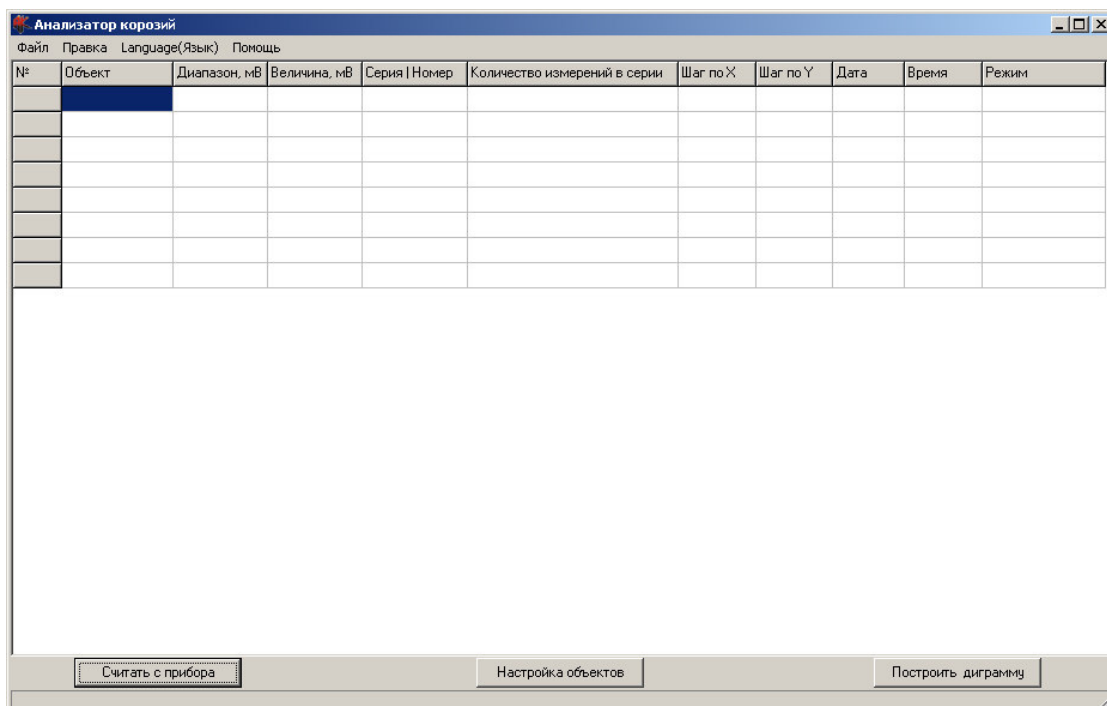 Анализатор корозий
Файл Правка Language(Язык) Помощь
№ Объект Диапазон, мВ Величина, мВ Серия | Номер Количество измерений в серии Шаг по X Шаг по Y Дата Время Режим
Считать с прибора Настройка объектов Построить диграмму